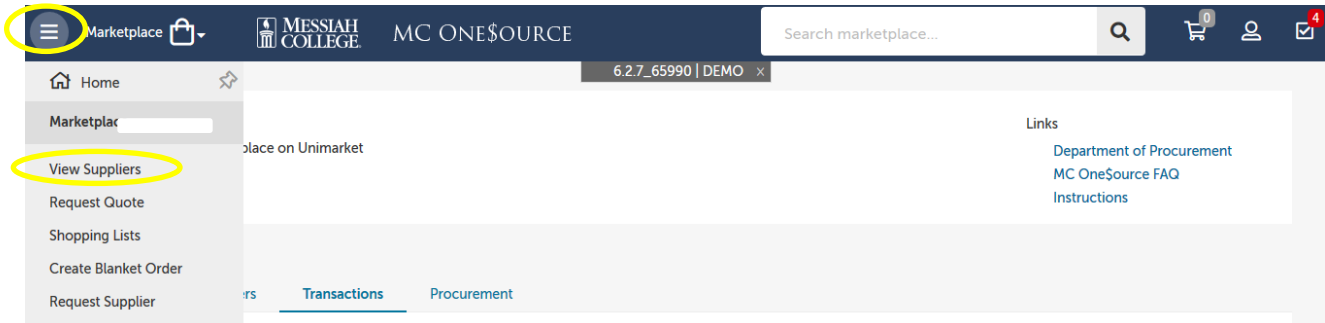 Marketplace MESSIAH COLLEGE. MC ONE$OURCE Search marketplace... 0 4
6.2.7_65990 | DEMO ×
Home
Marketplac
Links
place on Unimarket
Department of Procurement
View Suppliers
MC One$ource FAQ
Request Quote
Instructions
Shopping Lists
Create Blanket Order
Request Supplier
ers Transactions Procurement